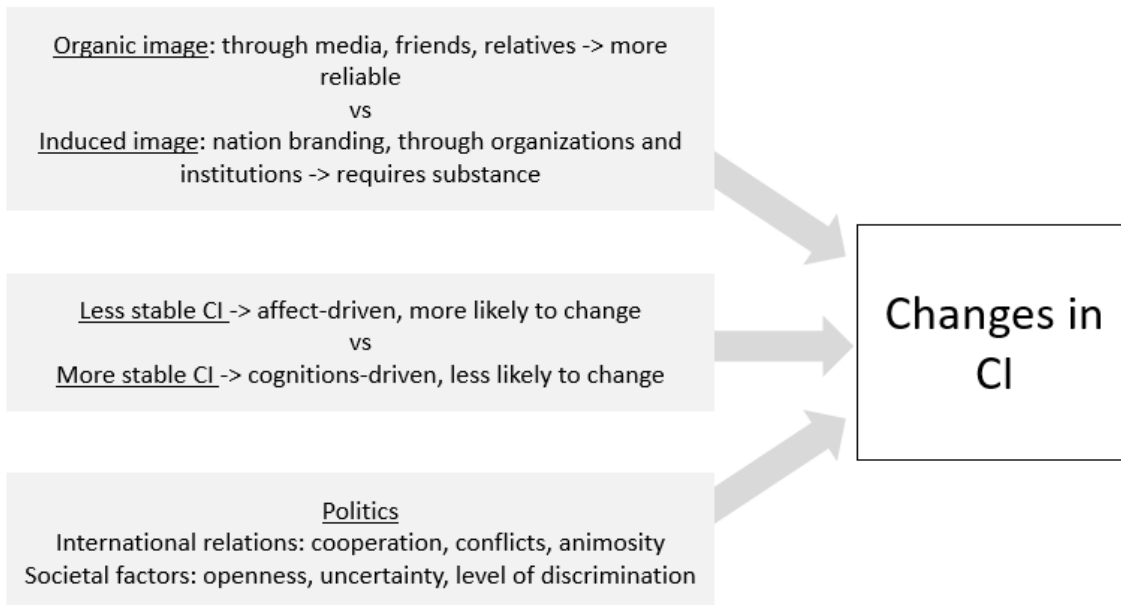 Organic image: through media, friends, relatives -> more
reliable
vs
Induced image: nation branding, through organizations and
institutions -> requires substance
Less stable CI -> affect-driven, more likely to change
vs
More stable CI -> cognitions-driven, less likely to change
Politics
International relations: cooperation, conflicts, animosity
Societal factors: openness, uncertainty, level of discrimination
Changes in
CI